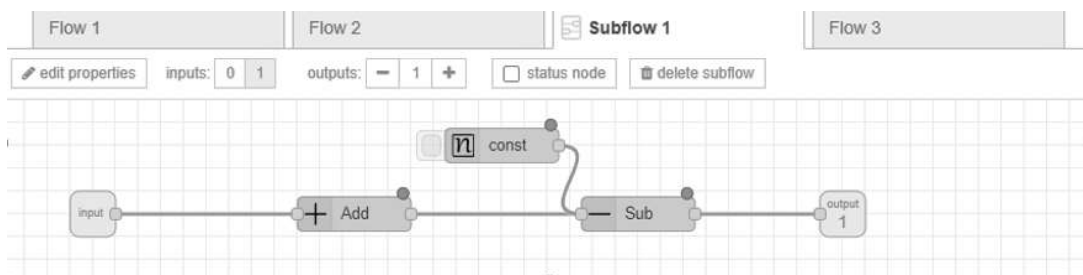 Flow 1 Flow 2 Subflow 1 Flow 3
edit properties inputs: 0 1 outputs: 1 status node delete subflow
n const
input Add Sub output
1